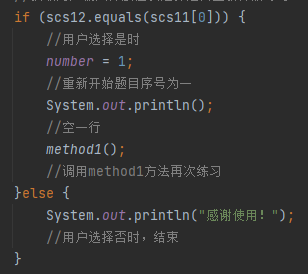 if (scs12.equals(scs11[0])) {
//用户选择是时
number = 1;
//重新开始题目序号为一
System.out.println();
//空一行
method1();
//调用method1方法再次练习
}else {
System.out.println("感谢使用！");
//用户选择否时，结束
}